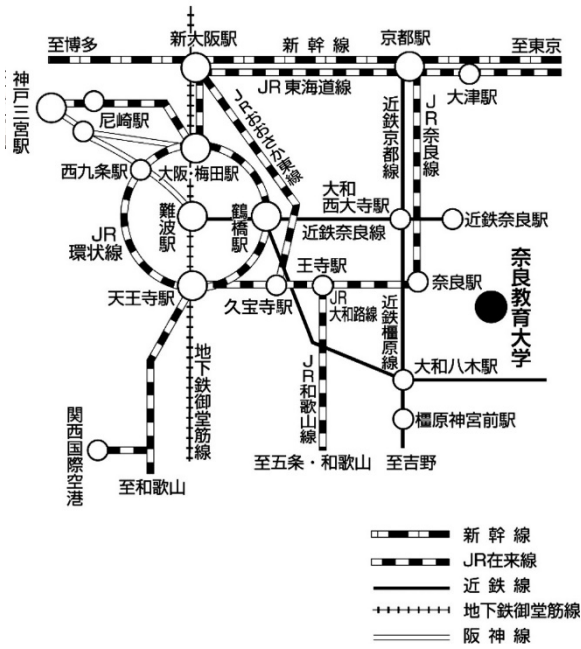 至博多
新大阪駅
新幹線
京都駅
至東京
神戸三宮駅
尼崎駅
JR東海道線
大津駅
JRおおさか東線
近鉄京都線
JR奈良線
西九条駅
大阪・梅田駅
大和
西大寺駅
難波駅
鶴橋駅
近鉄奈良線
近鉄奈良駅
JR
環状線
王寺駅
奈良駅
奈良教育大学
天王寺駅
久宝寺駅
JR
大和路線
近鉄橿原線
地下鉄御堂筋線
JR和歌山線
大和八木駅
関西国際空港
橿原神宮前駅
至和歌山
至五条・和歌山
至吉野
新幹線
JR在来線
近鉄線
地下鉄御堂筋線
阪神線